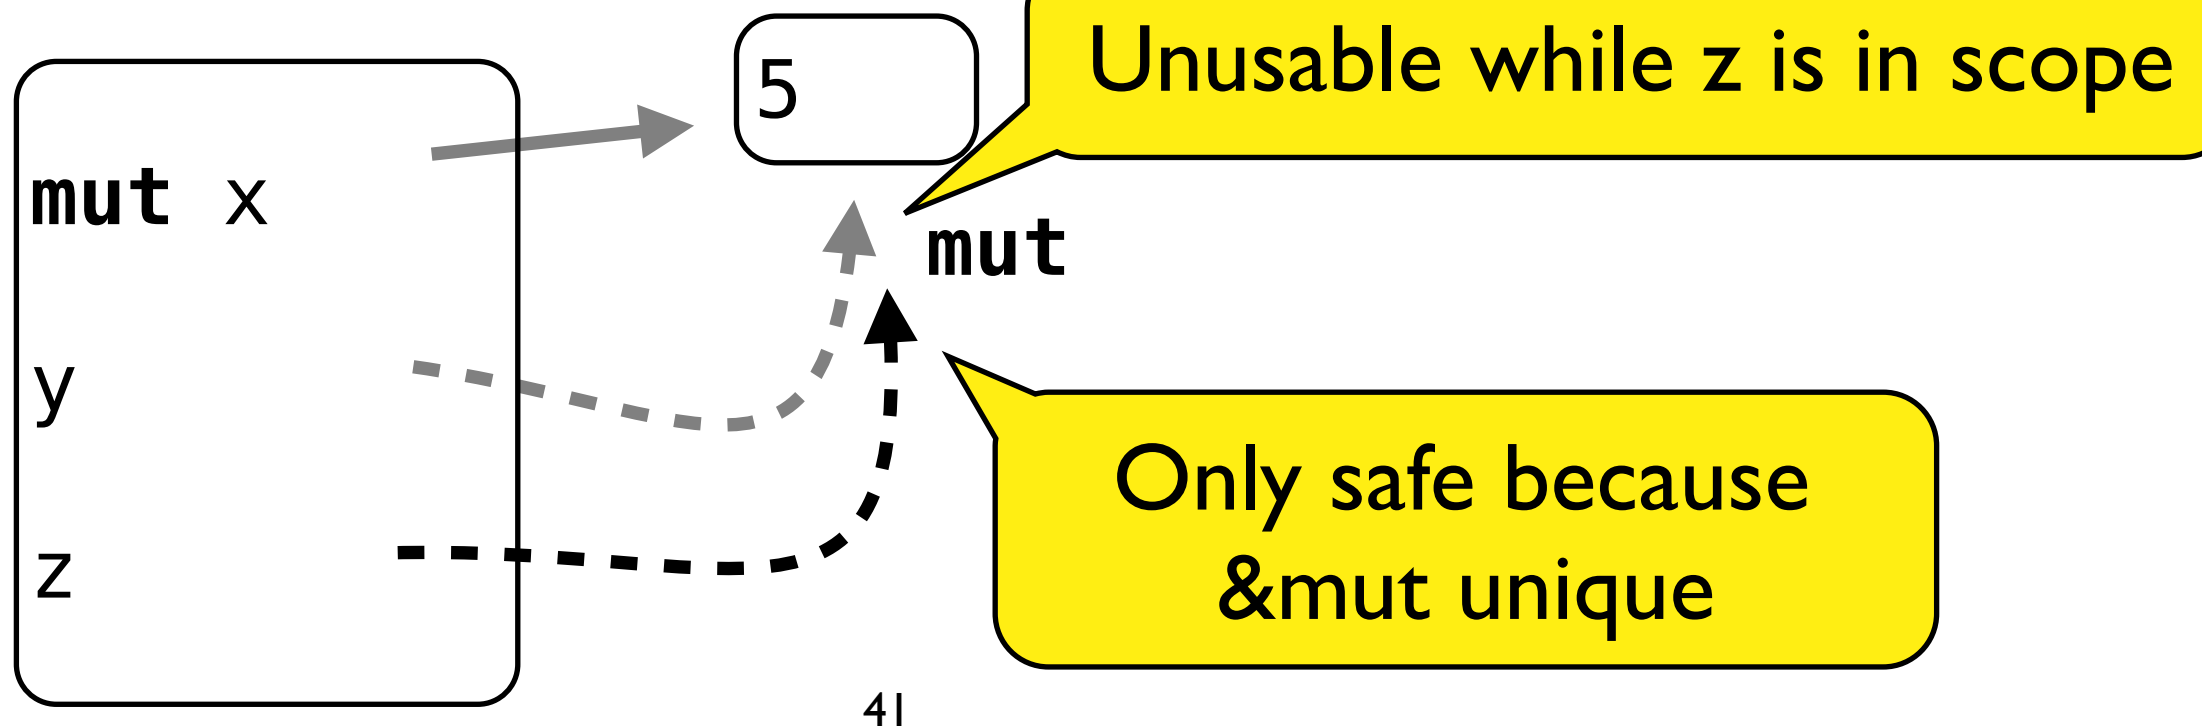 5
Unusable while z is in scope
mut x
mut
y
z
Only safe because
&mut unique
41